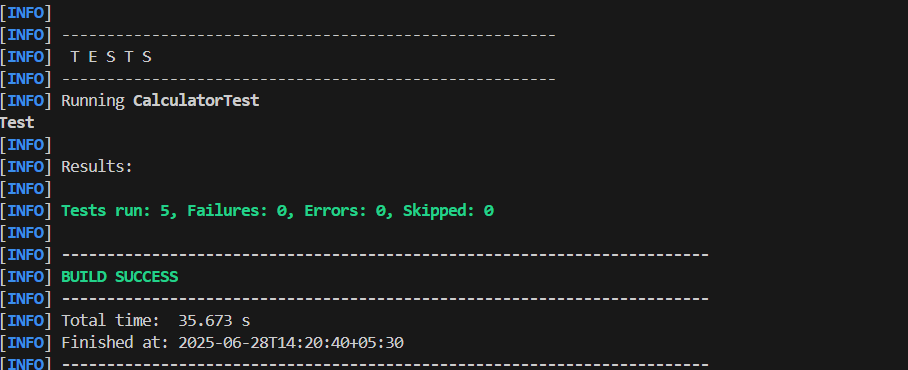 [INFO]
[INFO] -------------------------------------------------------
[INFO]  T E S T S
[INFO] -------------------------------------------------------
[INFO] Running CalculatorTest
Test
[INFO]
[INFO] Results:
[INFO]
[INFO] Tests run: 5, Failures: 0, Errors: 0, Skipped: 0
[INFO]
[INFO] ------------------------------------------------------------------------
[INFO] BUILD SUCCESS
[INFO] ------------------------------------------------------------------------
[INFO] Total time:  35.673 s
[INFO] Finished at: 2025-06-28T14:20:40+05:30
[INFO] ------------------------------------------------------------------------